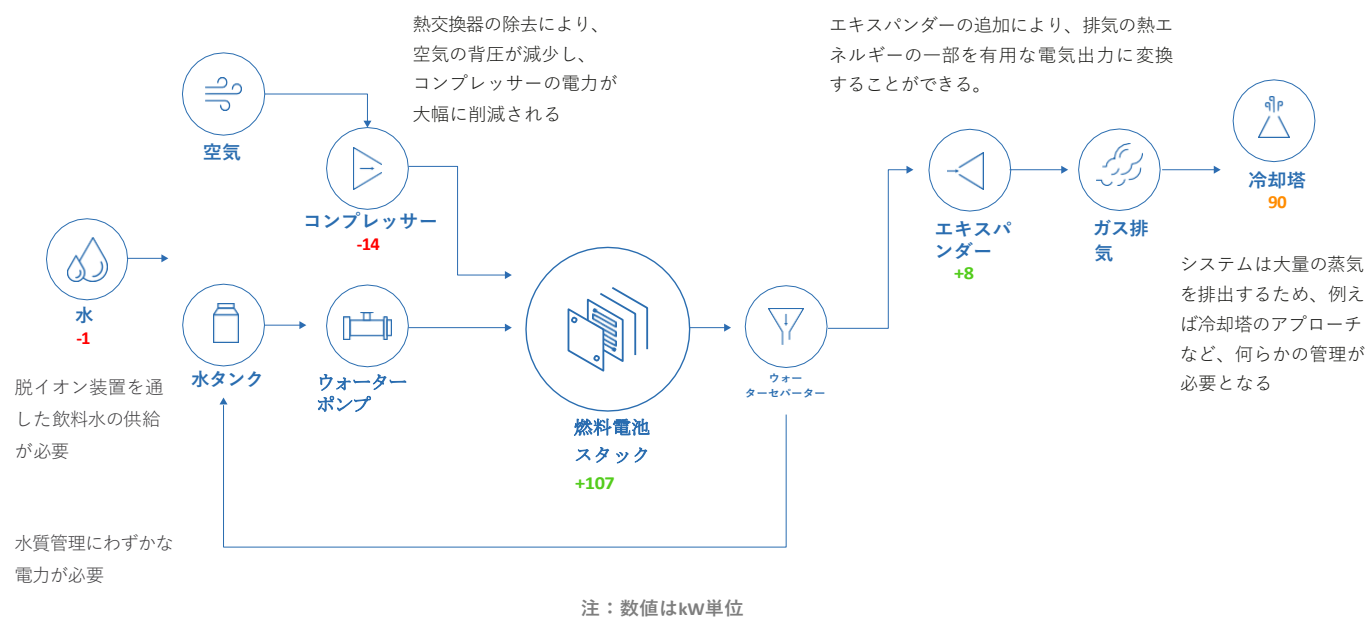 熱交換器の除去により、
空気の背圧が減少し、
コンプレッサーの電力が
大幅に削減される
エキスパンダーの追加により、排気の熱エ
ネルギーの一部を有用な電気出力に変換
することができる。
空気
コンプレッサー
-14
冷却塔
90
エキスパ
ンダー
+8
ガス排
気
水
-1
水タンク
ウォーター
ポンプ
燃料電池
スタック
+107
ウォー
ターセパーター
システムは大量の蒸気
を排出するため、例え
ば冷却塔のアプローチ
など、何らかの管理が
必要となる
脱イオン装置を通
した飲料水の供給
が必要
水質管理にわずかな
電力が必要
注：数値はkW単位